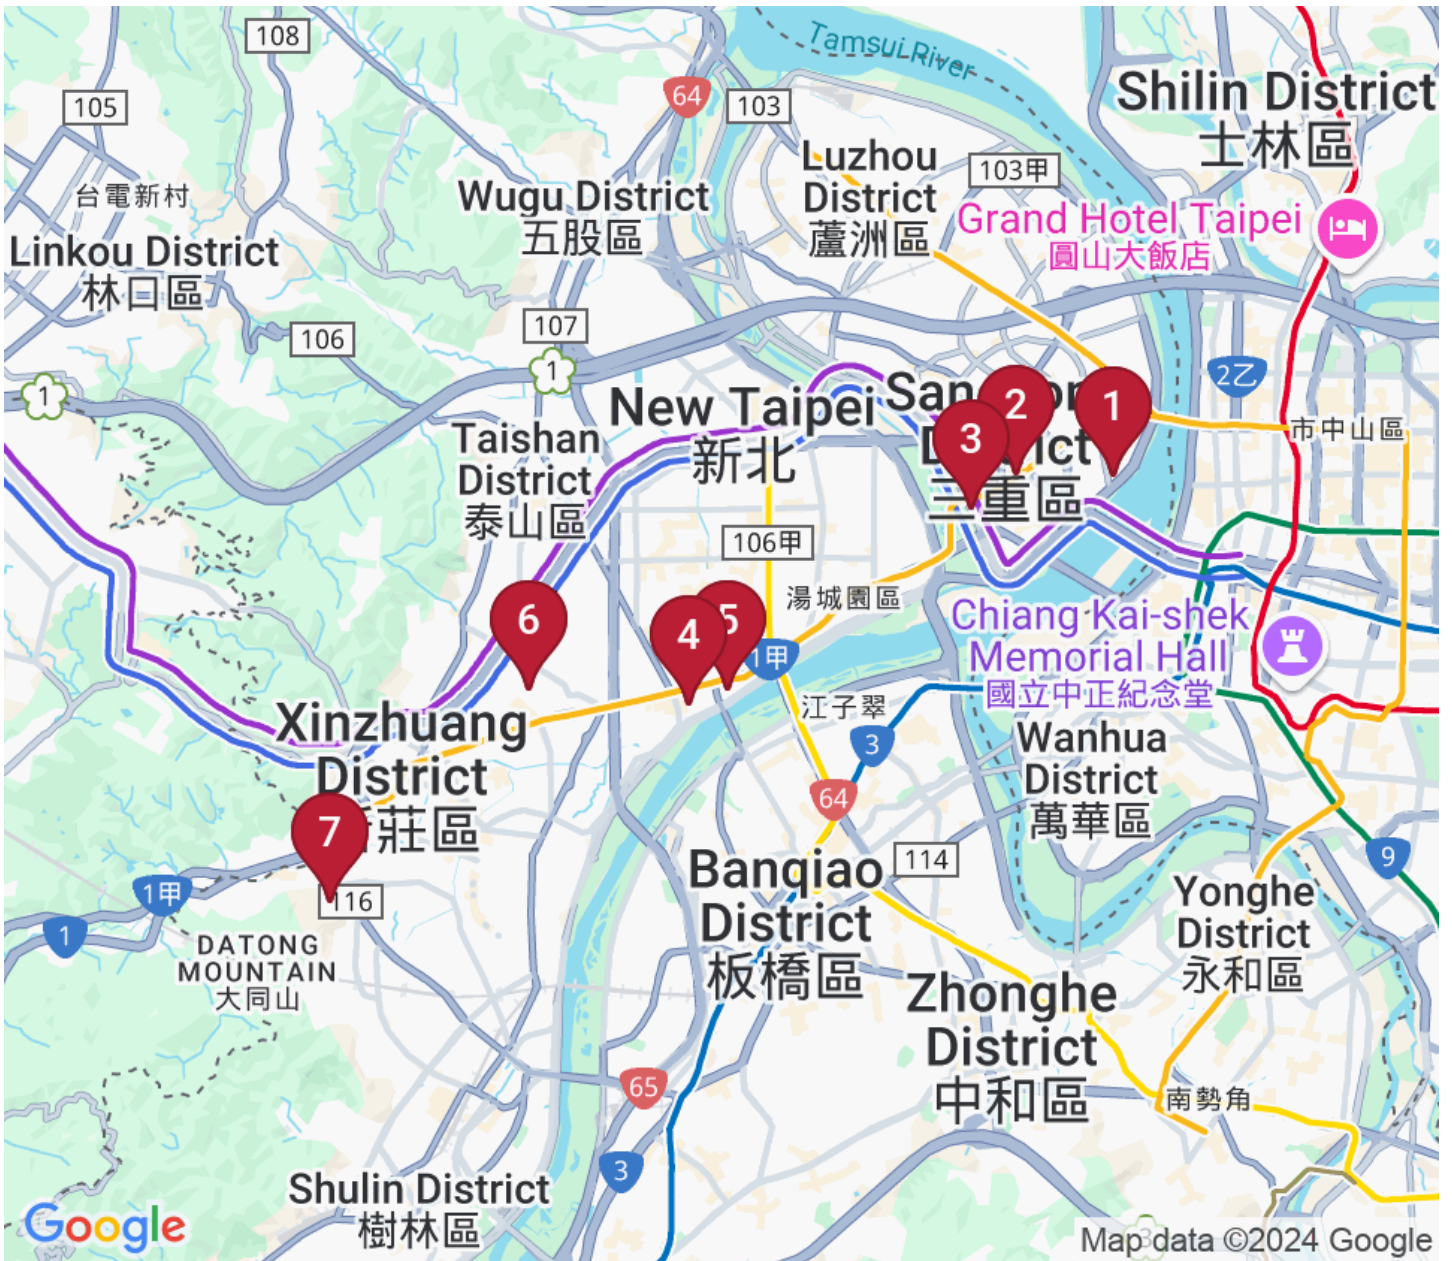 108
105
64
103
Tamsui River
Shilin District
士林區
Luzhou
District
蘆洲區
103甲
台電新村
Wugu District
五股區
Grand Hotel Taipei
圓山大飯店
Linkou District
林口區
107
106
1
1
2乙
New Taipei
新北
2
1
3
三重區
市中山區
Taishan
District
泰山區
106甲
湯城園區
6
5
4
1甲
Chiang Kai-shek
Memorial Hall
國立中正紀念堂
江子翠
3
Xinzhuang
District
莊區
7
116
Wanhua
District
萬華區
64
114
9
Banqiao
District
板橋區
1甲
1
Yonghe
District
永和區
DATONG
MOUNTAIN
大同山
Zhonghe
District
中和區
65
南勢角
3
Shulin District
樹林區
Google
3
Map data ©2024 Google